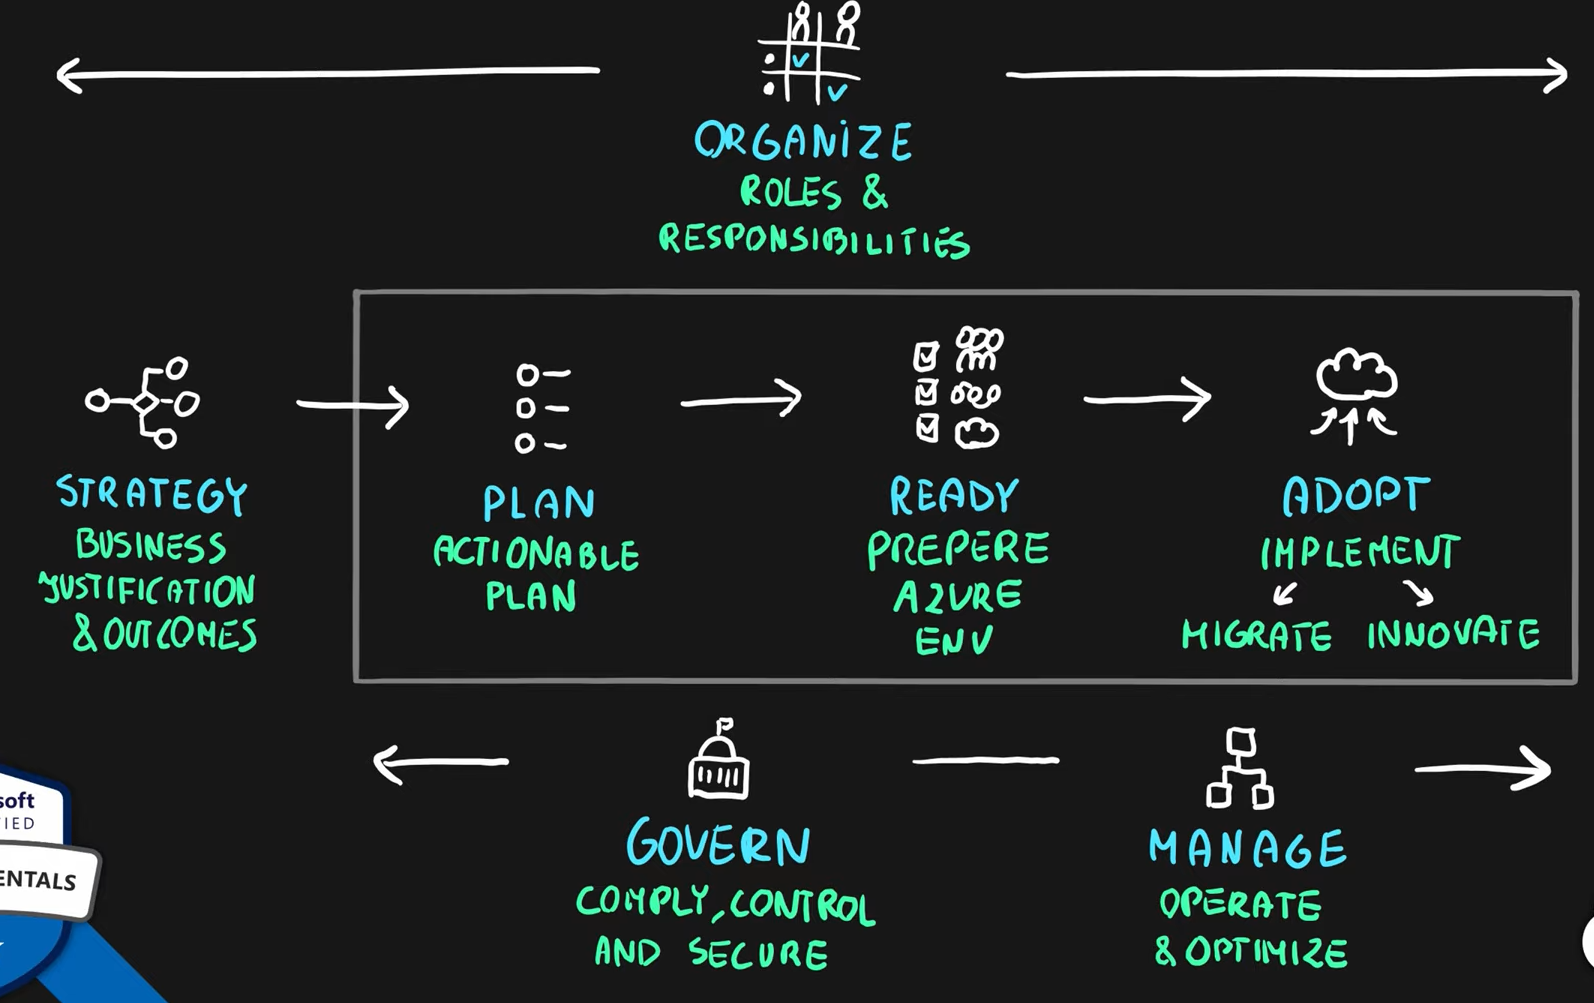 ORGANIZE
ROLES &
RESPONSIBILITIES
STRATEGY
BUSINESS
JUSTIFICATION
& OUTCOMES
PLAN
ACTIONABLE
PLAN
READY
PREPERE
AZURE
ENV
ADOPT
IMPLEMENT
MIGRATE INNOVATE
GOVERN
COMPLY, CONTROL
AND SECURE
MANAGE
OPERATE
& OPTIMIZE
soft
IED
ENTALS